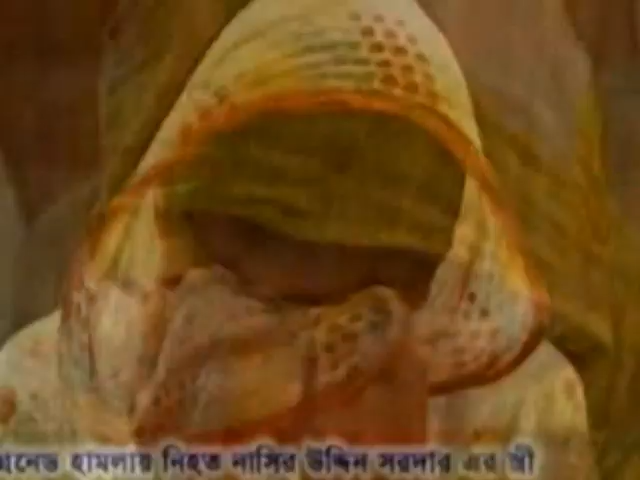 হামলায় নিহত নাসির উদ্দিন সরদার এর স্ত্রী